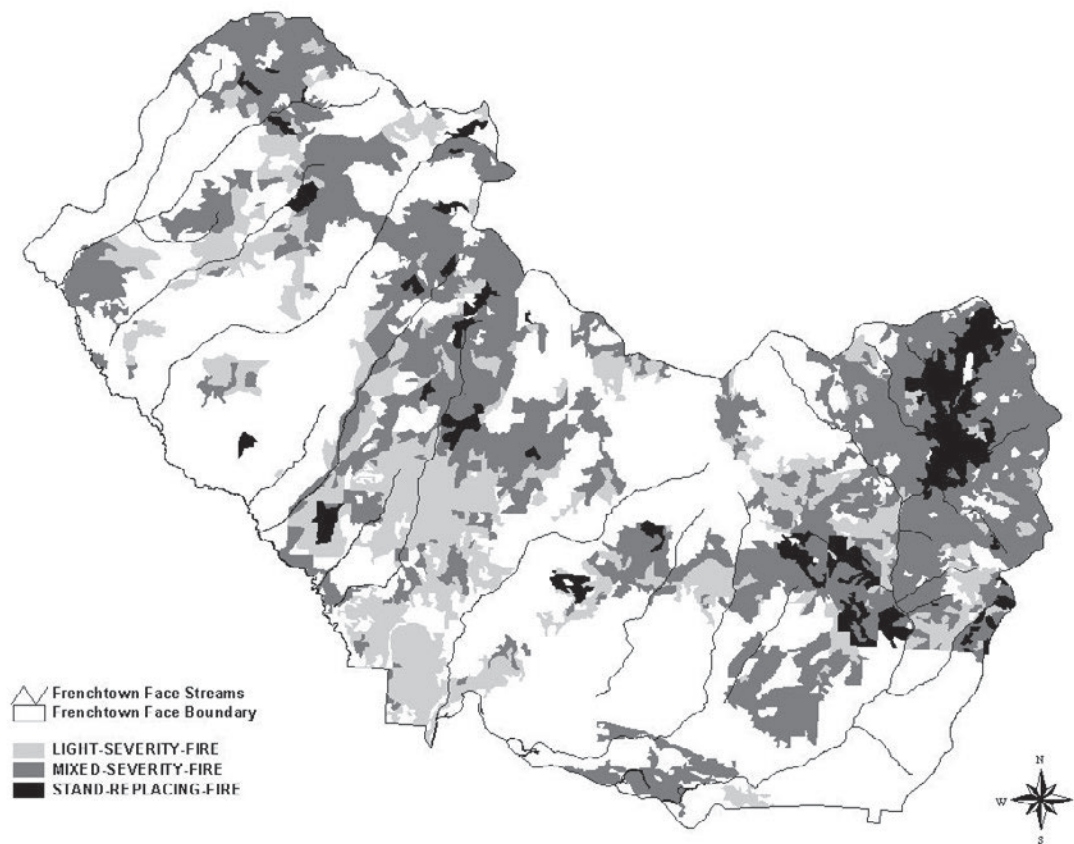 Frenchtown Face Streams
Frenchtown Face Boundary
LIGHT-SEVERITY-FIRE
MIXED-SEVERITY-FIRE
STAND-REPLACING-FIRE
N
W
S